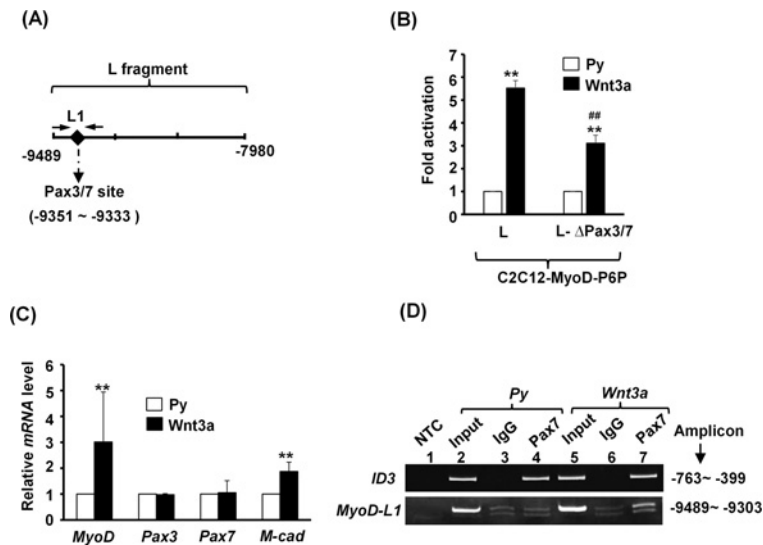 (A)
L fragment
L1
-9489
-7980
Pax3/7 site
(-9351 ~ -9333 )
(B)
Fold activation
7
6
5
4
3
2
1
0
Py
Wnt3a
**
##
**
L
L- ΔPax3/7
C2C12-MyoD-P6P
(C)
Relative mRNA level
6
5
4
3
2
1
0
Py
Wnt3a
**
**
MyoD
Pax3
Pax7
M-cad
(D)
Py
Wnt3a
NTC
Input
IgG
Pax7
Input
IgG
Pax7
Amplicon
1 2 3 4 5 6 7
ID3
-763~ -399
MyoD-L1
-9489~ -9303